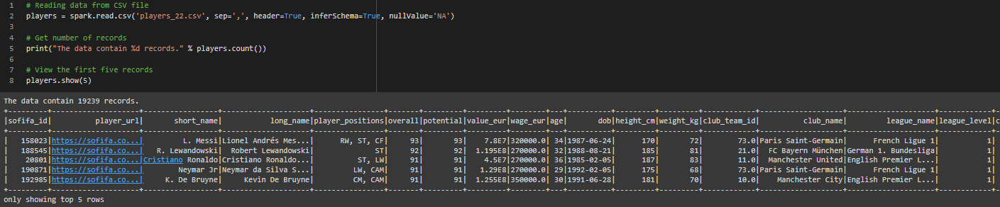 1 # Reading data from CSV file
2 players = spark.read.csv('players_22.csv', sep=',', header=True, inferSchema=True, nullValue='NA')
3
4 # Get number of records
5 print("The data contain %d records." % players.count())
6
7 # View the first five records
8 players.show(5)
The data contain 19239 records.
+---------+--------------------+-----------------+--------------------+----------------+-------+---------+---------+--------+---+----------+---------+---------+------------+-------------------+--------------------+------------+--
|sofifa_id| player_url| short_name| long_name|player_positions|overall|potential|value_eur|wage_eur|age| dob|height_cm|weight_kg|club_team_id| club_name| league_name|league_level|c
+---------+--------------------+-----------------+--------------------+----------------+-------+---------+---------+--------+---+----------+---------+---------+------------+-------------------+--------------------+------------+--
| 158023|https://sofifa.co...| L. Messi|Lionel Andrés Mes...| RW, ST, CF| 93| 93| 7.8E7|320000.0| 34|1987-06-24| 170| 72| 73.0|Paris Saint-Germain| French Ligue 1| 1|
| 188545|https://sofifa.co...| R. Lewandowski| Robert Lewandowski| ST| 92| 92| 1.195E8|270000.0| 32|1988-08-21| 185| 81| 21.0| FC Bayern München|German 1. Bundesliga| 1|
| 20801|https://sofifa.co...|Cristiano Ronaldo|Cristiano Ronaldo...| ST, LW| 91| 91| 4.5E7|270000.0| 36|1985-02-05| 187| 83| 11.0| Manchester United|English Premier L...| 1|
| 190871|https://sofifa.co...| Neymar Jr|Neymar da Silva S...| LW, CAM| 91| 91| 1.29E8|270000.0| 29|1992-02-05| 175| 68| 73.0|Paris Saint-Germain| French Ligue 1| 1|
| 192985|https://sofifa.co...| K. De Bruyne| Kevin De Bruyne| CM, CAM| 91| 91| 1.255E8|350000.0| 30|1991-06-28| 181| 70| 10.0| Manchester City|English Premier L...| 1|
+---------+--------------------+-----------------+--------------------+----------------+-------+---------+---------+--------+---+----------+---------+---------+------------+-------------------+--------------------+------------+--
only showing top 5 rows